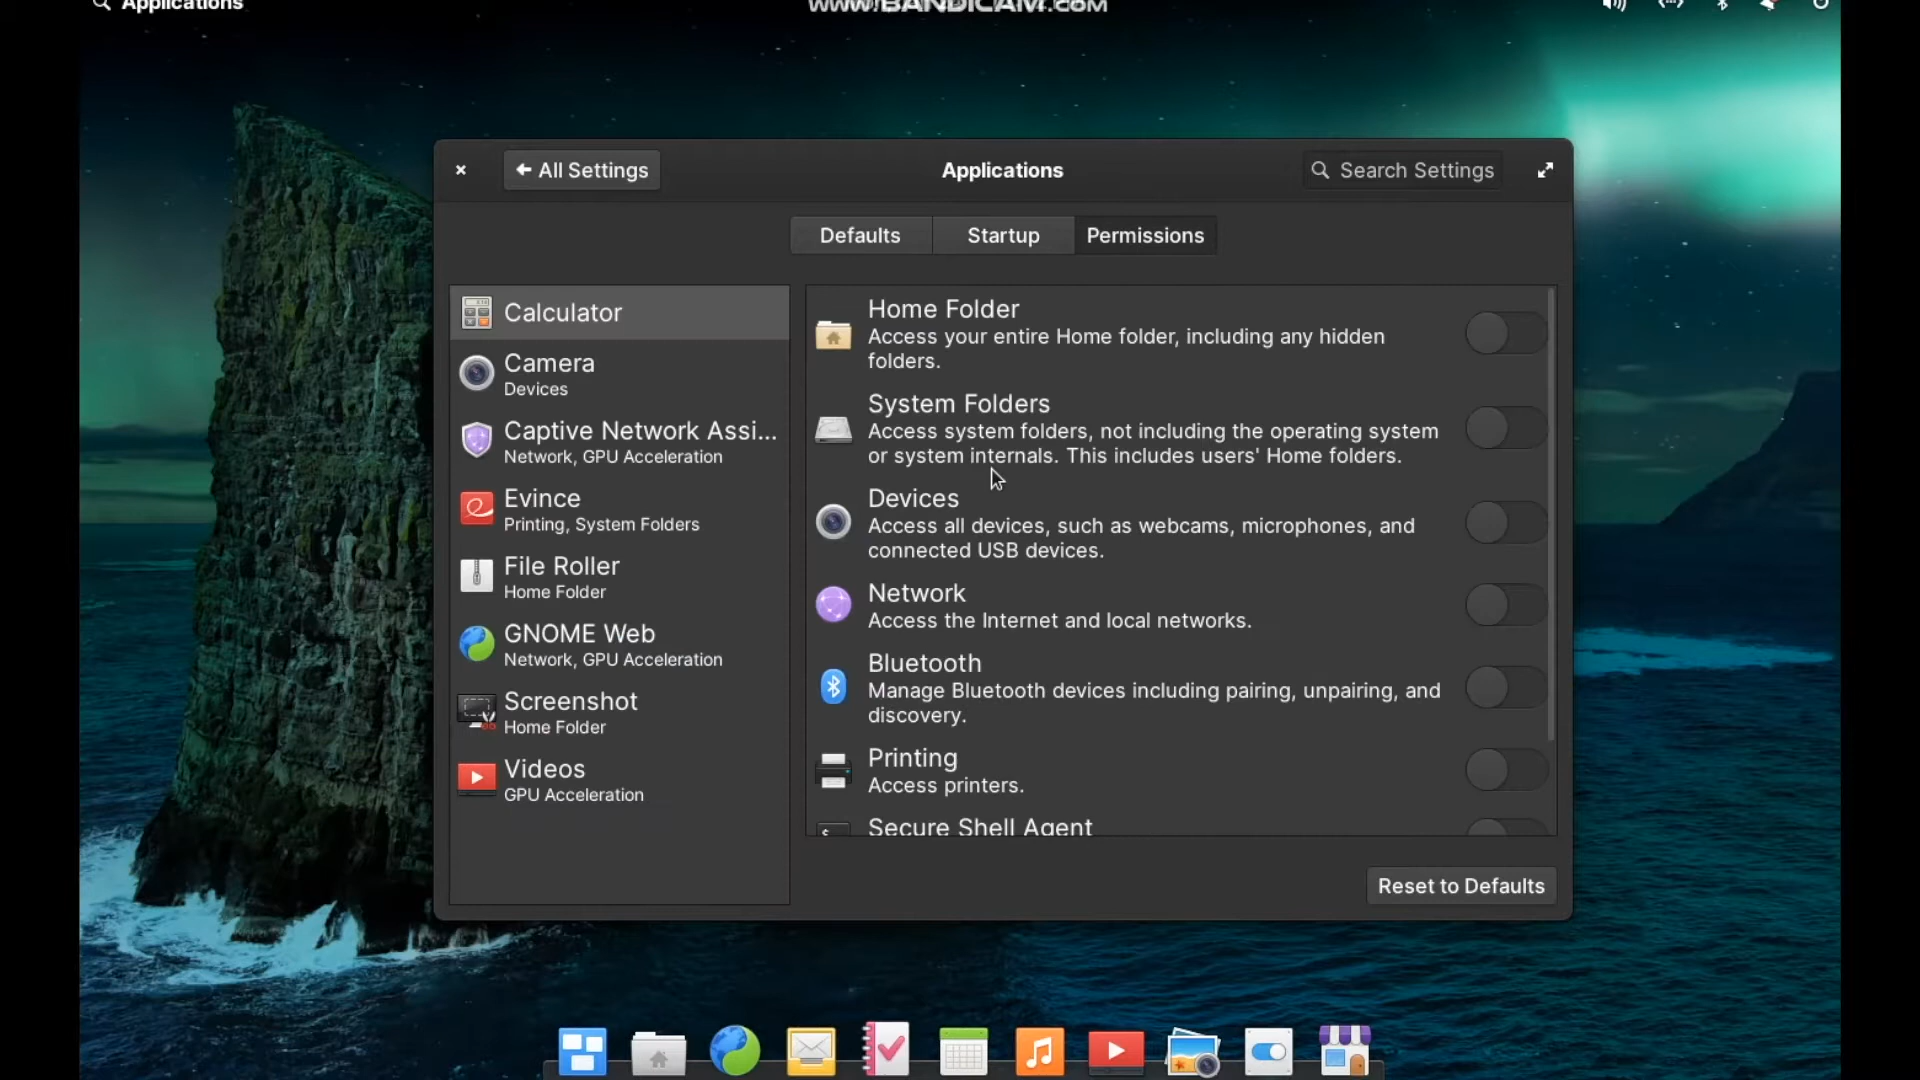 Applications
www.BANDICAM.com
All Settings
Applications
Search Settings
Defaults
Startup
Permissions
Calculator
Camera
Devices
Captive Network Assi...
Network, GPU Acceleration
Evince
Printing, System Folders
File Roller
Home Folder
GNOME Web
Network, GPU Acceleration
Screenshot
Home Folder
Videos
GPU Acceleration
Home Folder
Access your entire Home folder, including any hidden
folders.
System Folders
Access system folders, not including the operating system
or system internals. This includes users' Home folders.
Devices
Access all devices, such as webcams, microphones, and
connected USB devices.
Network
Access the Internet and local networks.
Bluetooth
Manage Bluetooth devices including pairing, unpairing, and
discovery.
Printing
Access printers.
Secure Shell Agent
Reset to Defaults